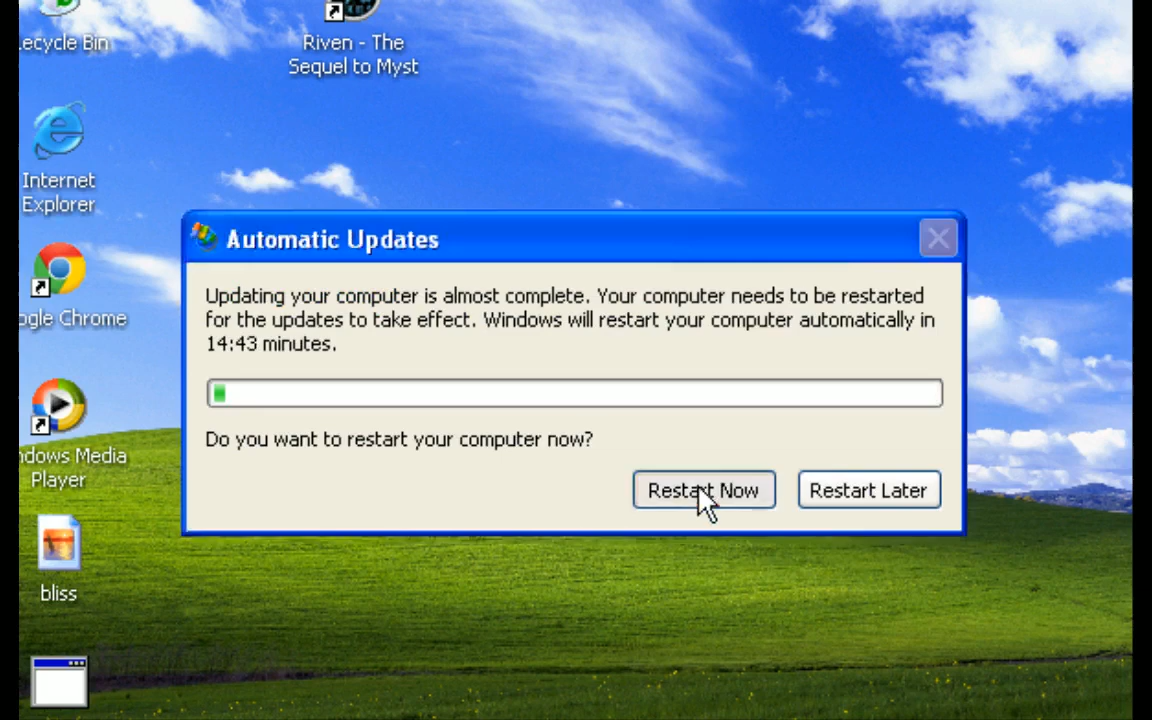 ecycle Bin
Riven - The
Sequel to Myst
Internet
Explorer
ogle Chrome
ndows Media
Player
bliss
Automatic Updates
Updating your computer is almost complete. Your computer needs to be restarted
for the updates to take effect. Windows will restart your computer automatically in
14:43 minutes.
Do you want to restart your computer now?
Restart Now
Restart Later